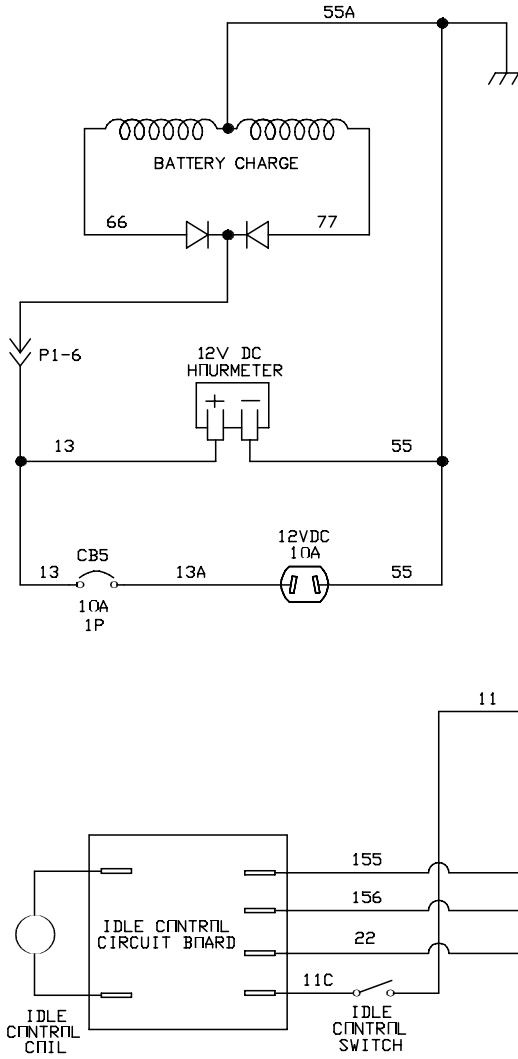 55A
BATTERY CHARGE
66
77
P1-6
12V DC
HOURMETER
+ −
13
55
12VDC
10A
CB5
13
13A
55
10A
1P
11
155
IDLE CONTROL
CIRCUIT BOARD
156
22
11C
IDLE
CONTROL
COIL
IDLE
CONTROL
SWITCH